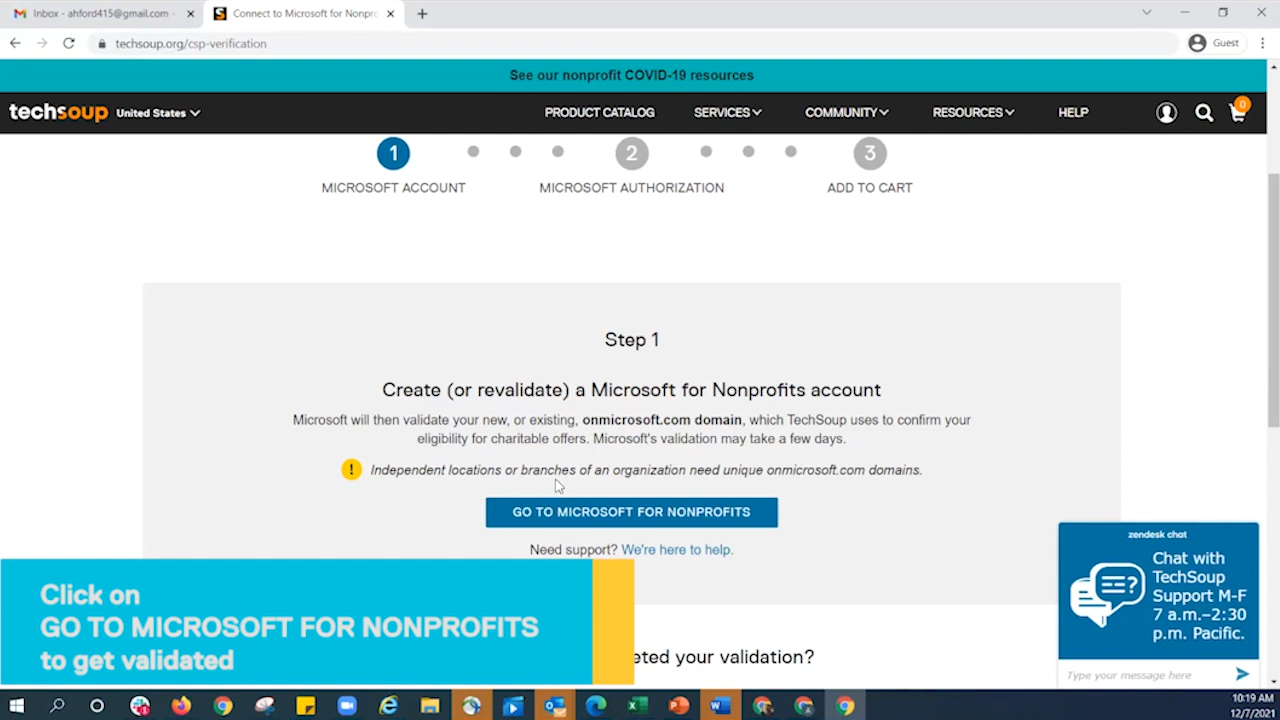 Inbox - ahford415@gmail.com -
Connect to Microsoft for Nonpro
techsoup.org/csp-verification
Guest
See our nonprofit COVID-19 resources
techsoup United States
PRODUCT CATALOG SERVICES COMMUNITY RESOURCES HELP
0
1 2 3
MICROSOFT ACCOUNT MICROSOFT AUTHORIZATION ADD TO CART
Step 1
Create (or revalidate) a Microsoft for Nonprofits account
Microsoft will then validate your new, or existing, onmicrosoft.com domain, which TechSoup uses to confirm your
eligibility for charitable offers. Microsoft's validation may take a few days.
! Independent locations or branches of an organization need unique onmicrosoft.com domains.
GO TO MICROSOFT FOR NONPROFITS
Need support? We're here to help.
Click on
GO TO MICROSOFT FOR NONPROFITS
to get validated
eted your validation?
zendesk chat
Chat with
TechSoup
Support M-F
7 a.m.–2:30
p.m. Pacific.
Type your message here
10:19 AM
12/7/2021